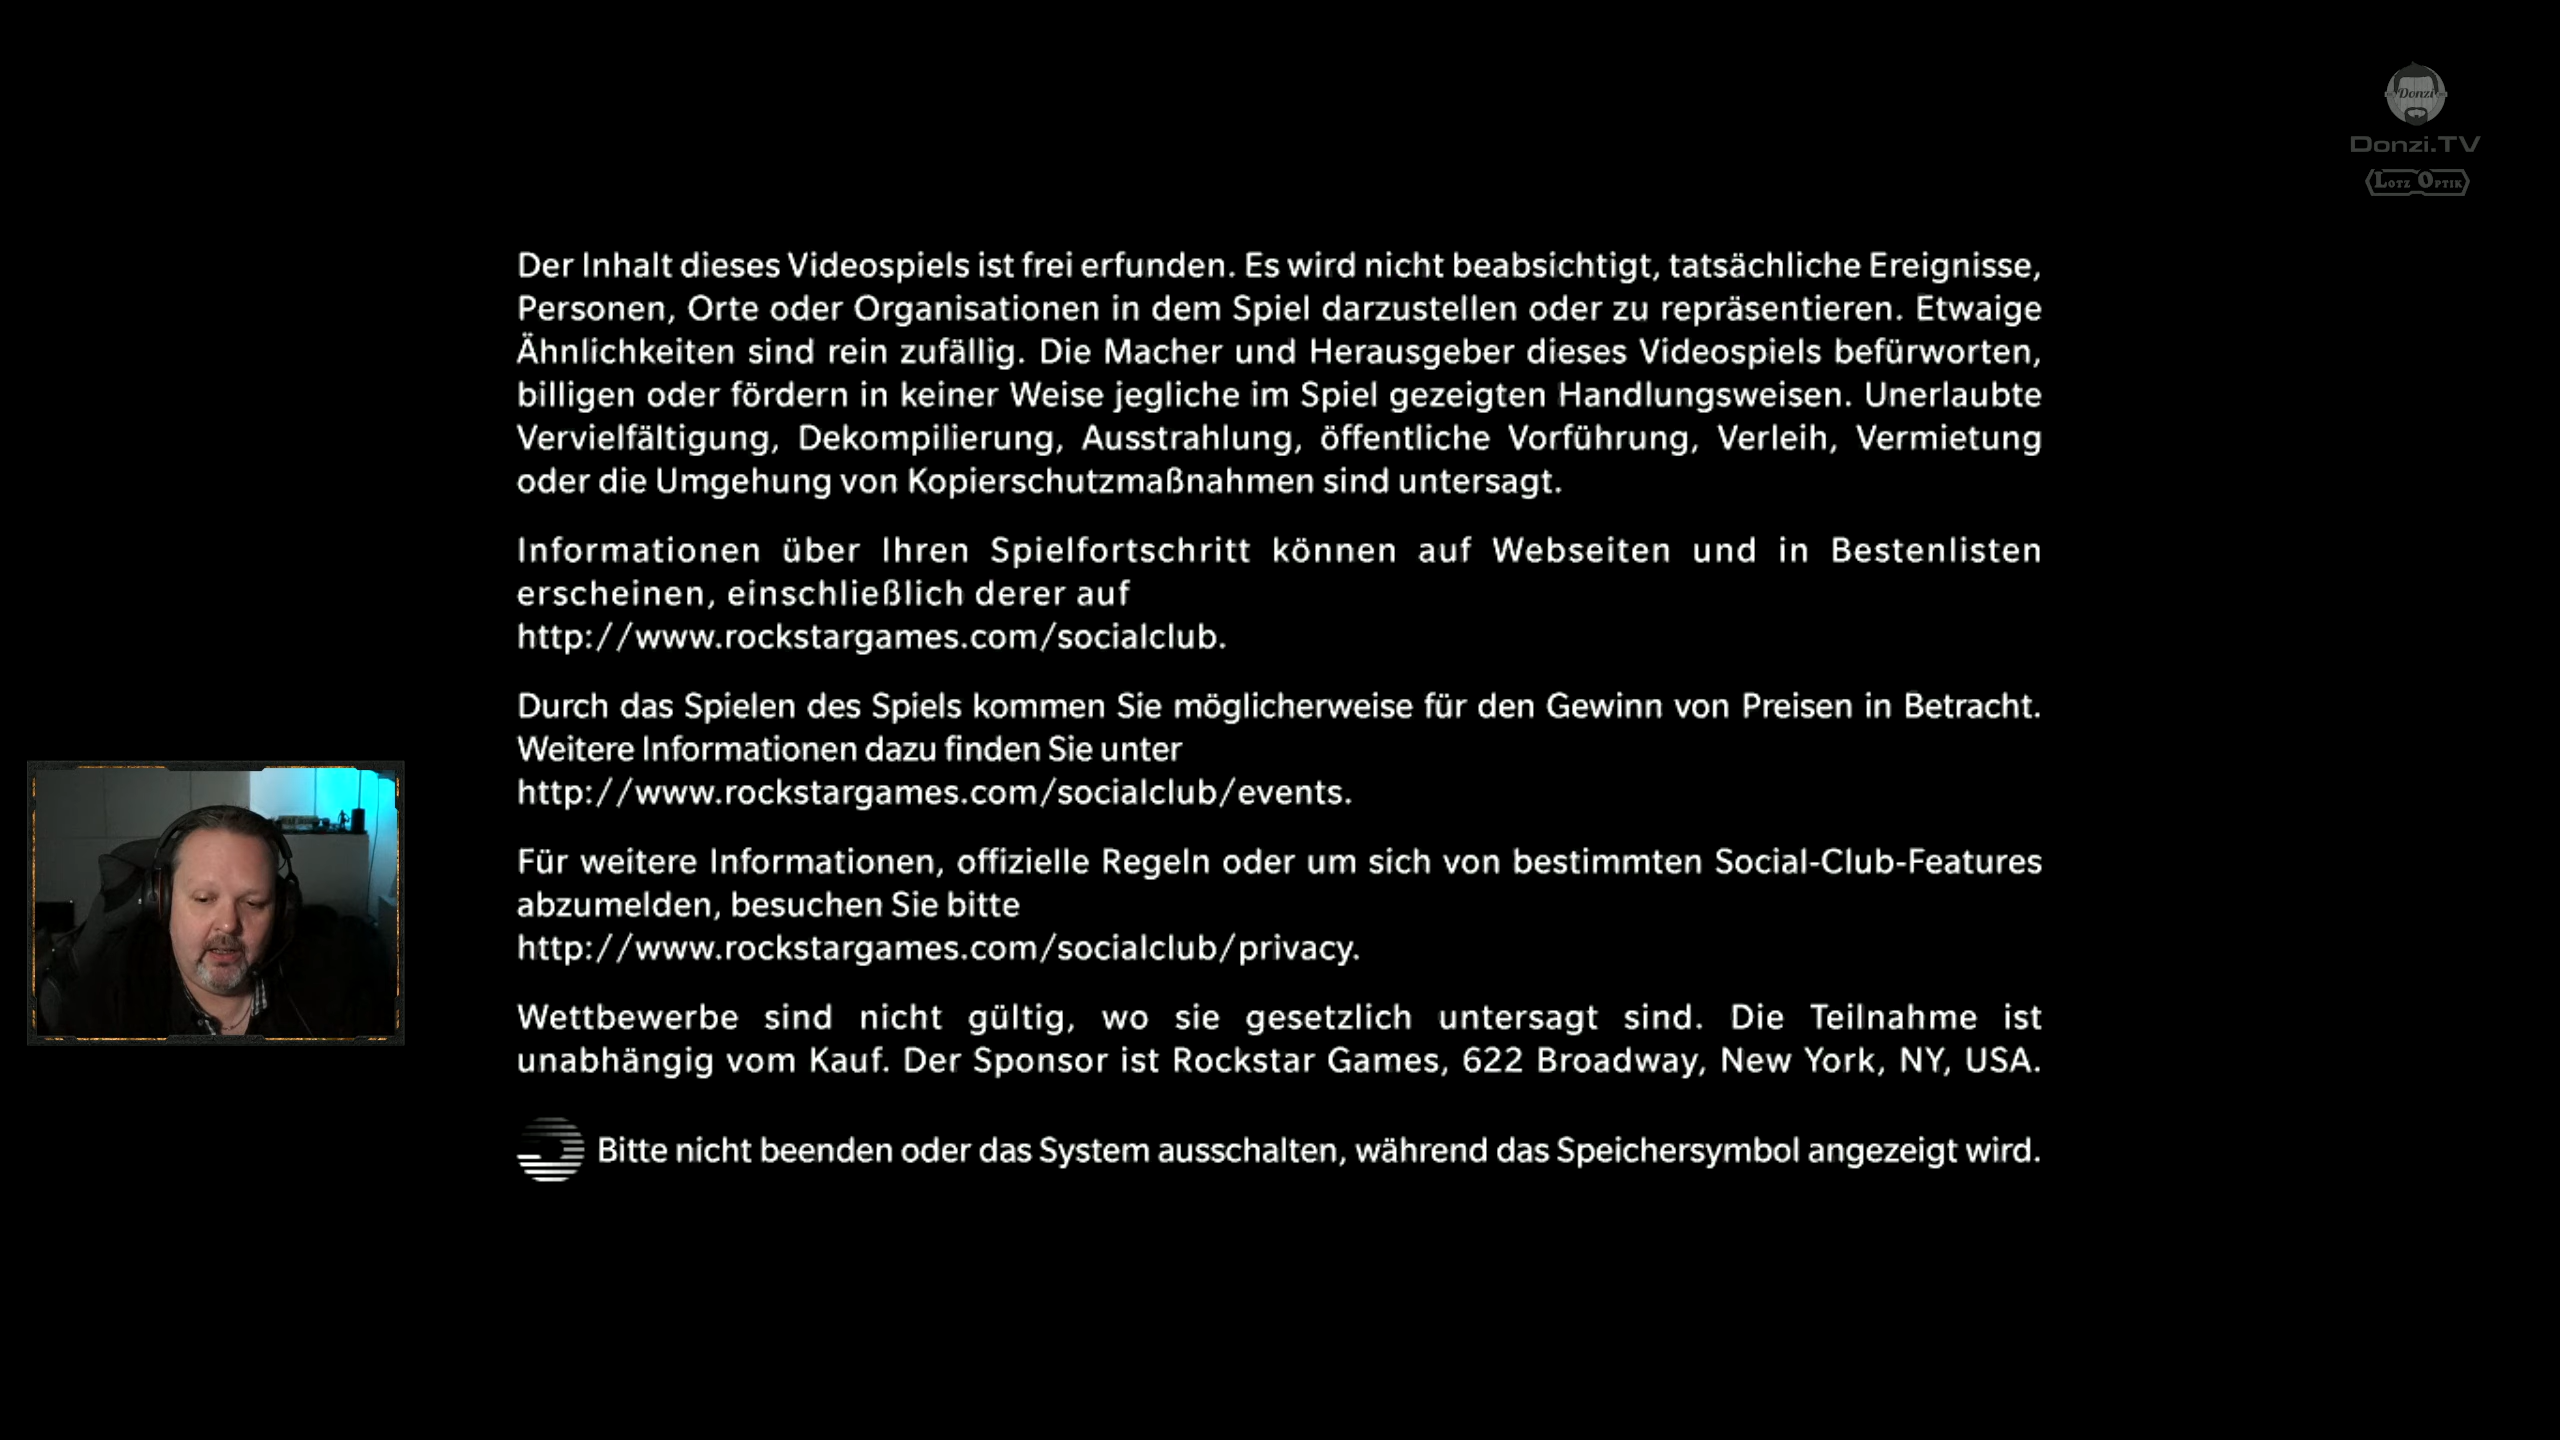 Donzi
Donzi.TV
Lotz Optik
Der Inhalt dieses Videospiels ist frei erfunden. Es wird nicht beabsichtigt, tatsächliche Ereignisse,
Personen, Orte oder Organisationen in dem Spiel darzustellen oder zu repräsentieren. Etwaige
Ähnlichkeiten sind rein zufällig. Die Macher und Herausgeber dieses Videospiels befürworten,
billigen oder fördern in keiner Weise jegliche im Spiel gezeigten Handlungsweisen. Unerlaubte
Vervielfältigung, Dekompilierung, Ausstrahlung, öffentliche Vorführung, Verleih, Vermietung
oder die Umgehung von Kopierschutzmaßnahmen sind untersagt.
Informationen über Ihren Spielfortschritt können auf Webseiten und in Bestenlisten
erscheinen, einschließlich derer auf
http://www.rockstargames.com/socialclub.
Durch das Spielen des Spiels kommen Sie möglicherweise für den Gewinn von Preisen in Betracht.
Weitere Informationen dazu finden Sie unter
http://www.rockstargames.com/socialclub/events.
Für weitere Informationen, offizielle Regeln oder um sich von bestimmten Social-Club-Features
abzumelden, besuchen Sie bitte
http://www.rockstargames.com/socialclub/privacy.
Wettbewerbe sind nicht gültig, wo sie gesetzlich untersagt sind. Die Teilnahme ist
unabhängig vom Kauf. Der Sponsor ist Rockstar Games, 622 Broadway, New York, NY, USA.
Bitte nicht beenden oder das System ausschalten, während das Speichersymbol angezeigt wird.